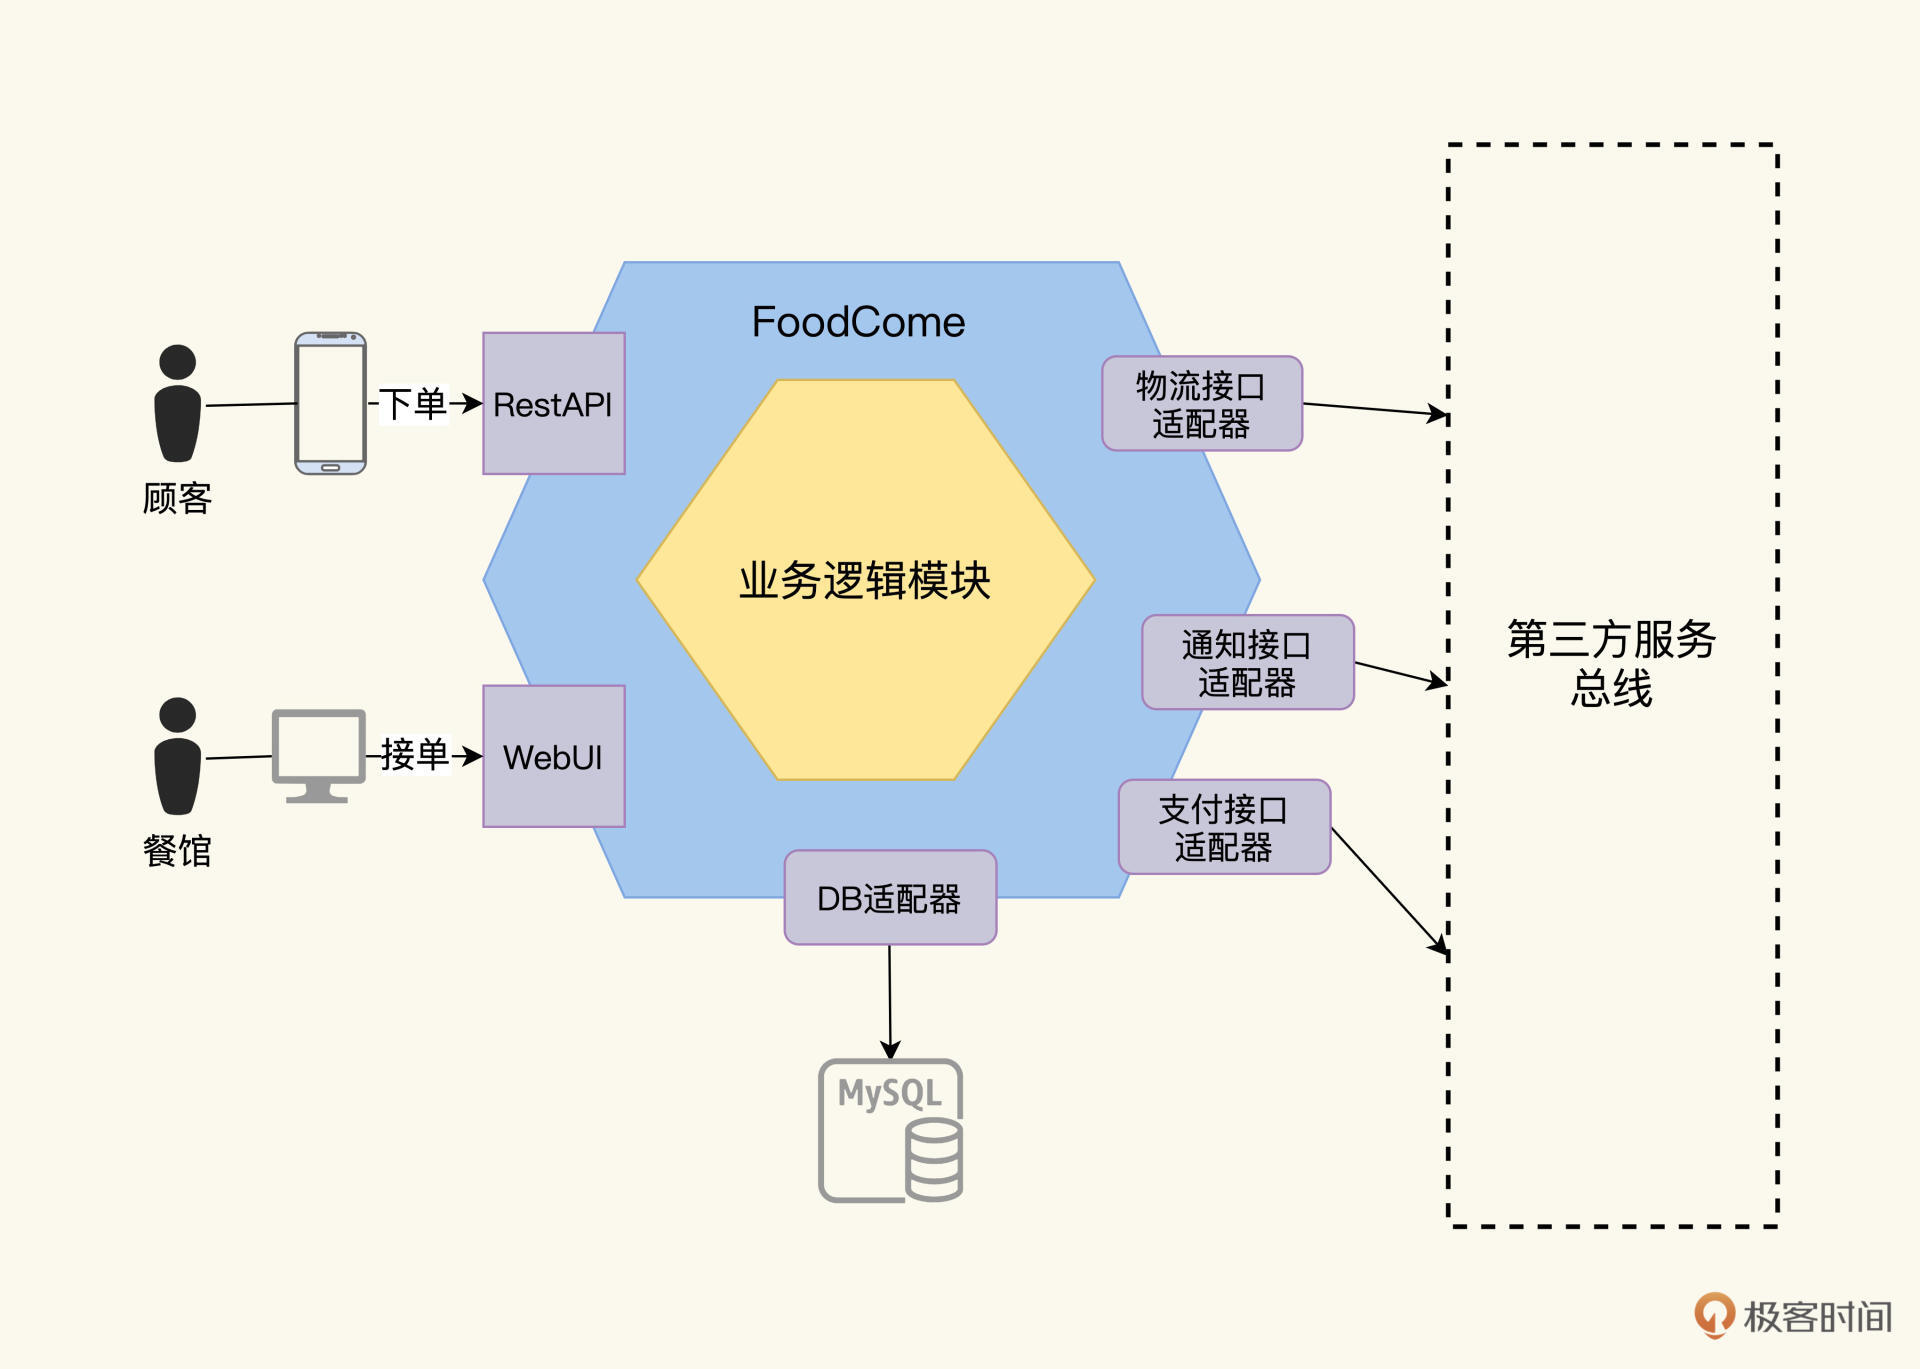 FoodCome
下单
RestAPI
顾客
物流接口
适配器
业务逻辑模块
通知接口
适配器
第三方服务
总线
接单
WebUI
餐馆
支付接口
适配器
DB适配器
MySQL
极客时间